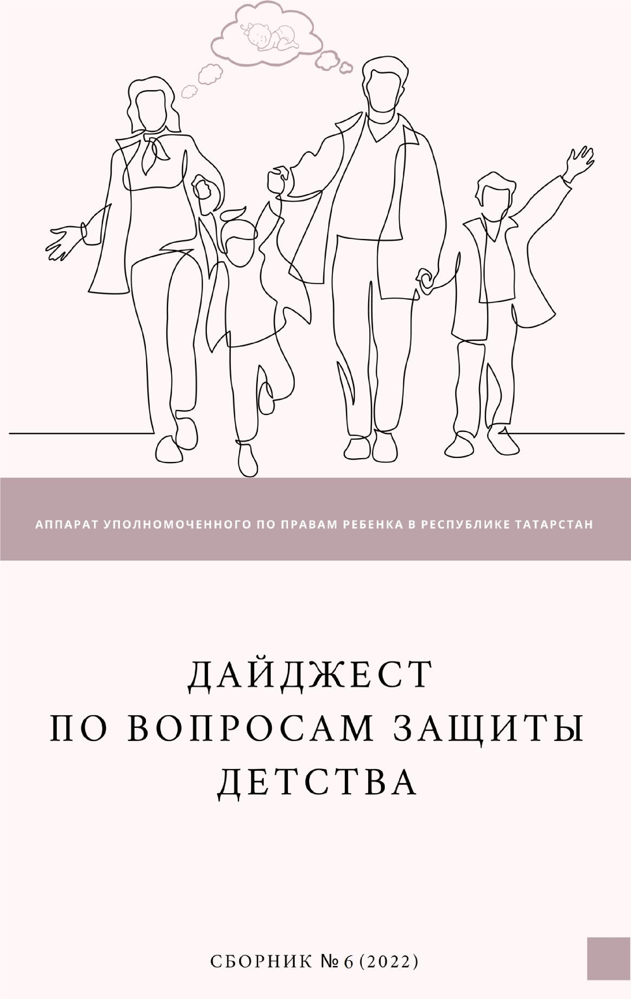 АППАРАТ УПОЛНОМОЧЕННОГО ПО ПРАВАМ РЕБЕНКА В РЕСПУБЛИКЕ ТАТАРСТАН
ДАЙДЖЕСТ
ПО ВОПРОСАМ ЗАЩИТЫ
ДЕТСТВА
СБОРНИК № 6 (2022)